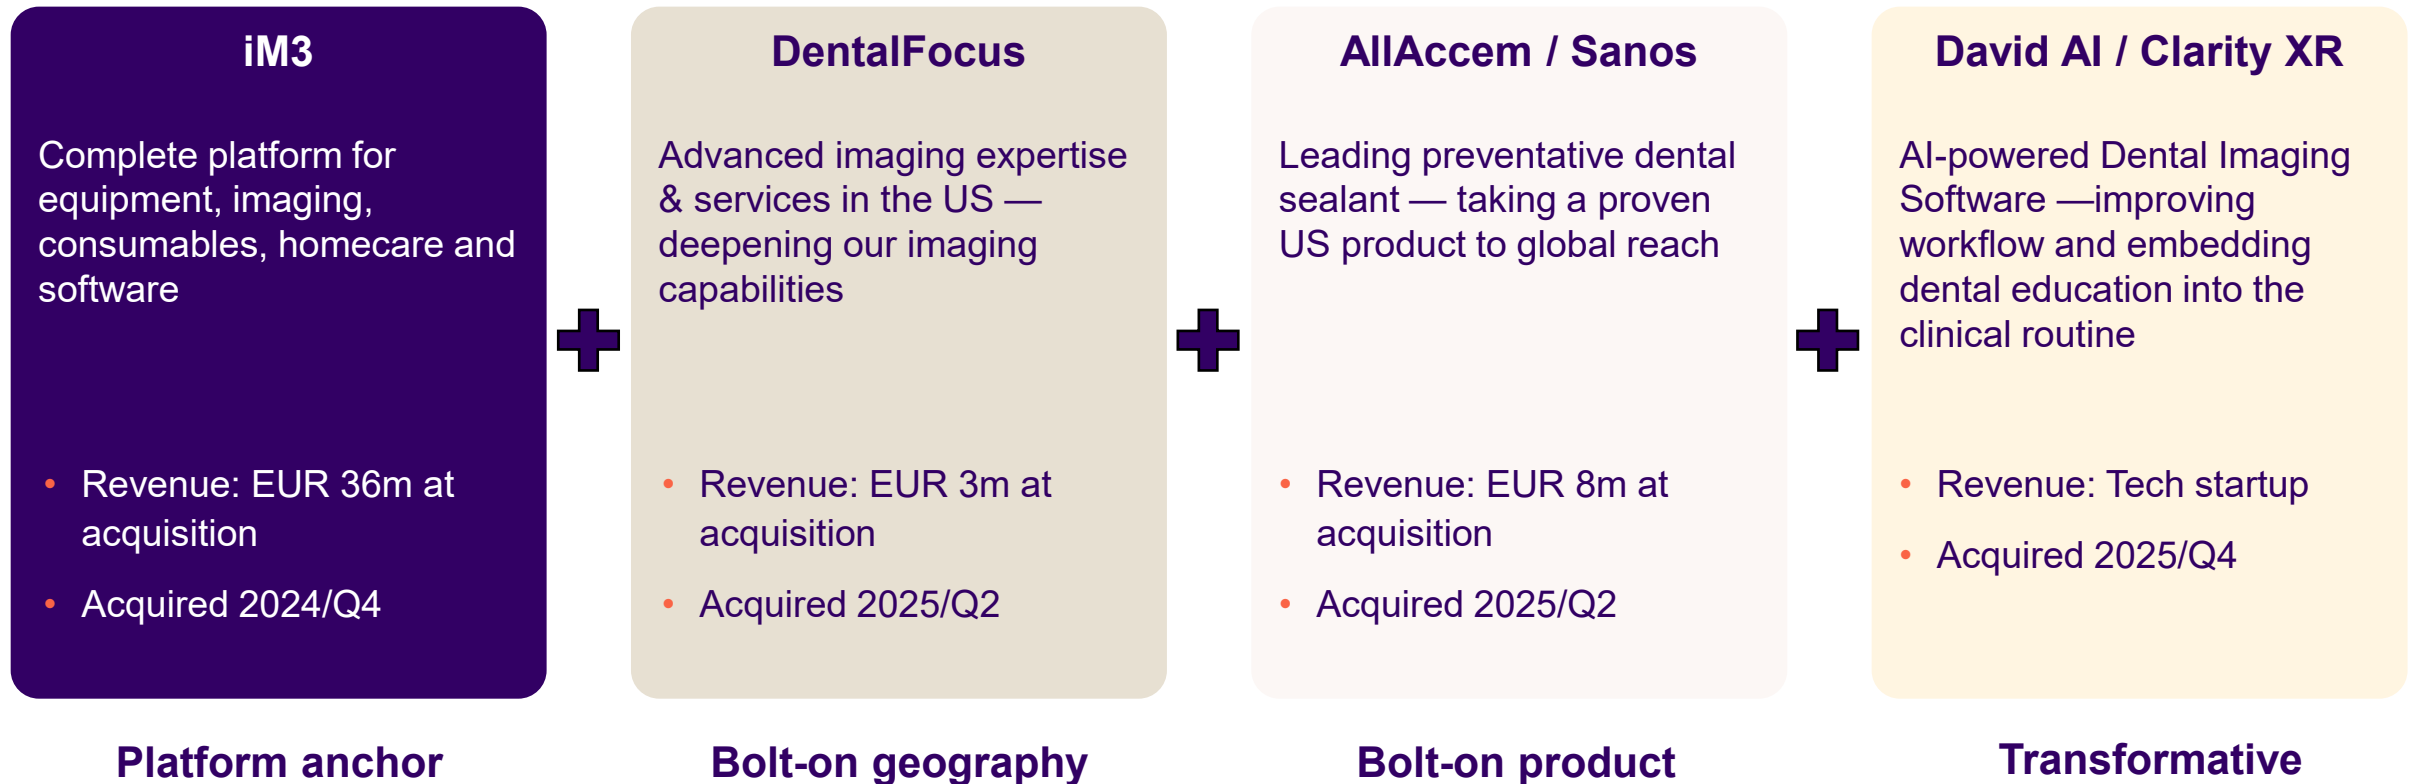 iM3
Complete platform for
equipment, imaging,
consumables, homecare and
software
• Revenue: EUR 36m at
acquisition
• Acquired 2024/Q4
Platform anchor
DentalFocus
Advanced imaging expertise
& services in the US —
deepening our imaging
capabilities
• Revenue: EUR 3m at
acquisition
• Acquired 2025/Q2
Bolt-on geography
AllAccem / Sanos
Leading preventative dental
sealant — taking a proven
US product to global reach
• Revenue: EUR 8m at
acquisition
• Acquired 2025/Q2
Bolt-on product
David AI / Clarity XR
AI-powered Dental Imaging
Software —improving
workflow and embedding
dental education into the
clinical routine
• Revenue: Tech startup
• Acquired 2025/Q4
Transformative